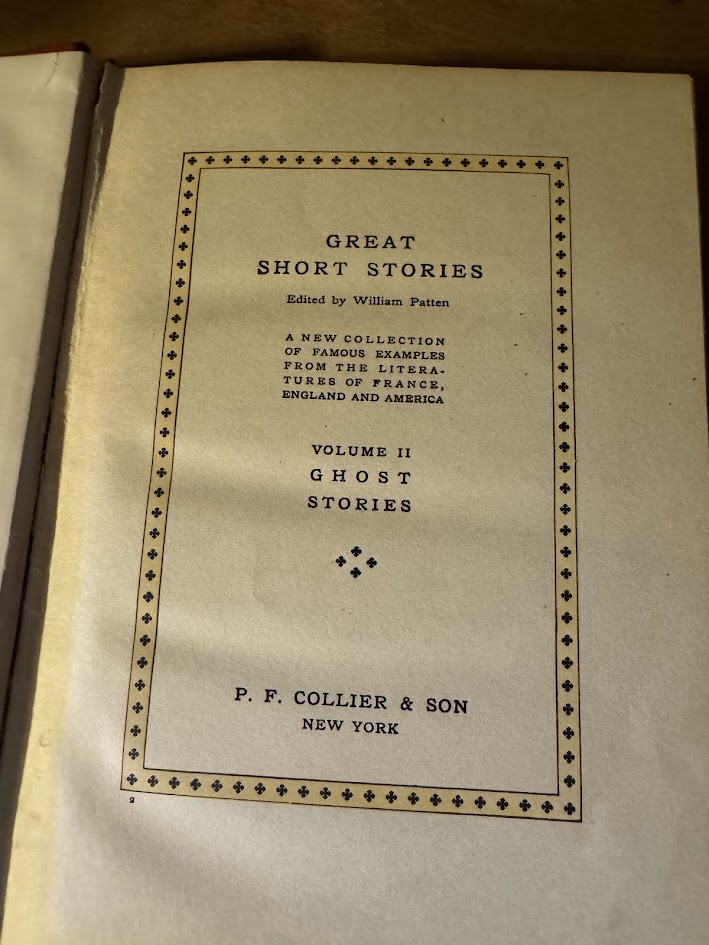 GREAT
SHORT STORIES
Edited by William Patten
A NEW COLLECTION
OF FAMOUS EXAMPLES
FROM THE LITERA-
TURES OF FRANCE,
ENGLAND AND AMERICA
VOLUME II
GHOST
STORIES
P. F. COLLIER & SON
NEW YORK
2